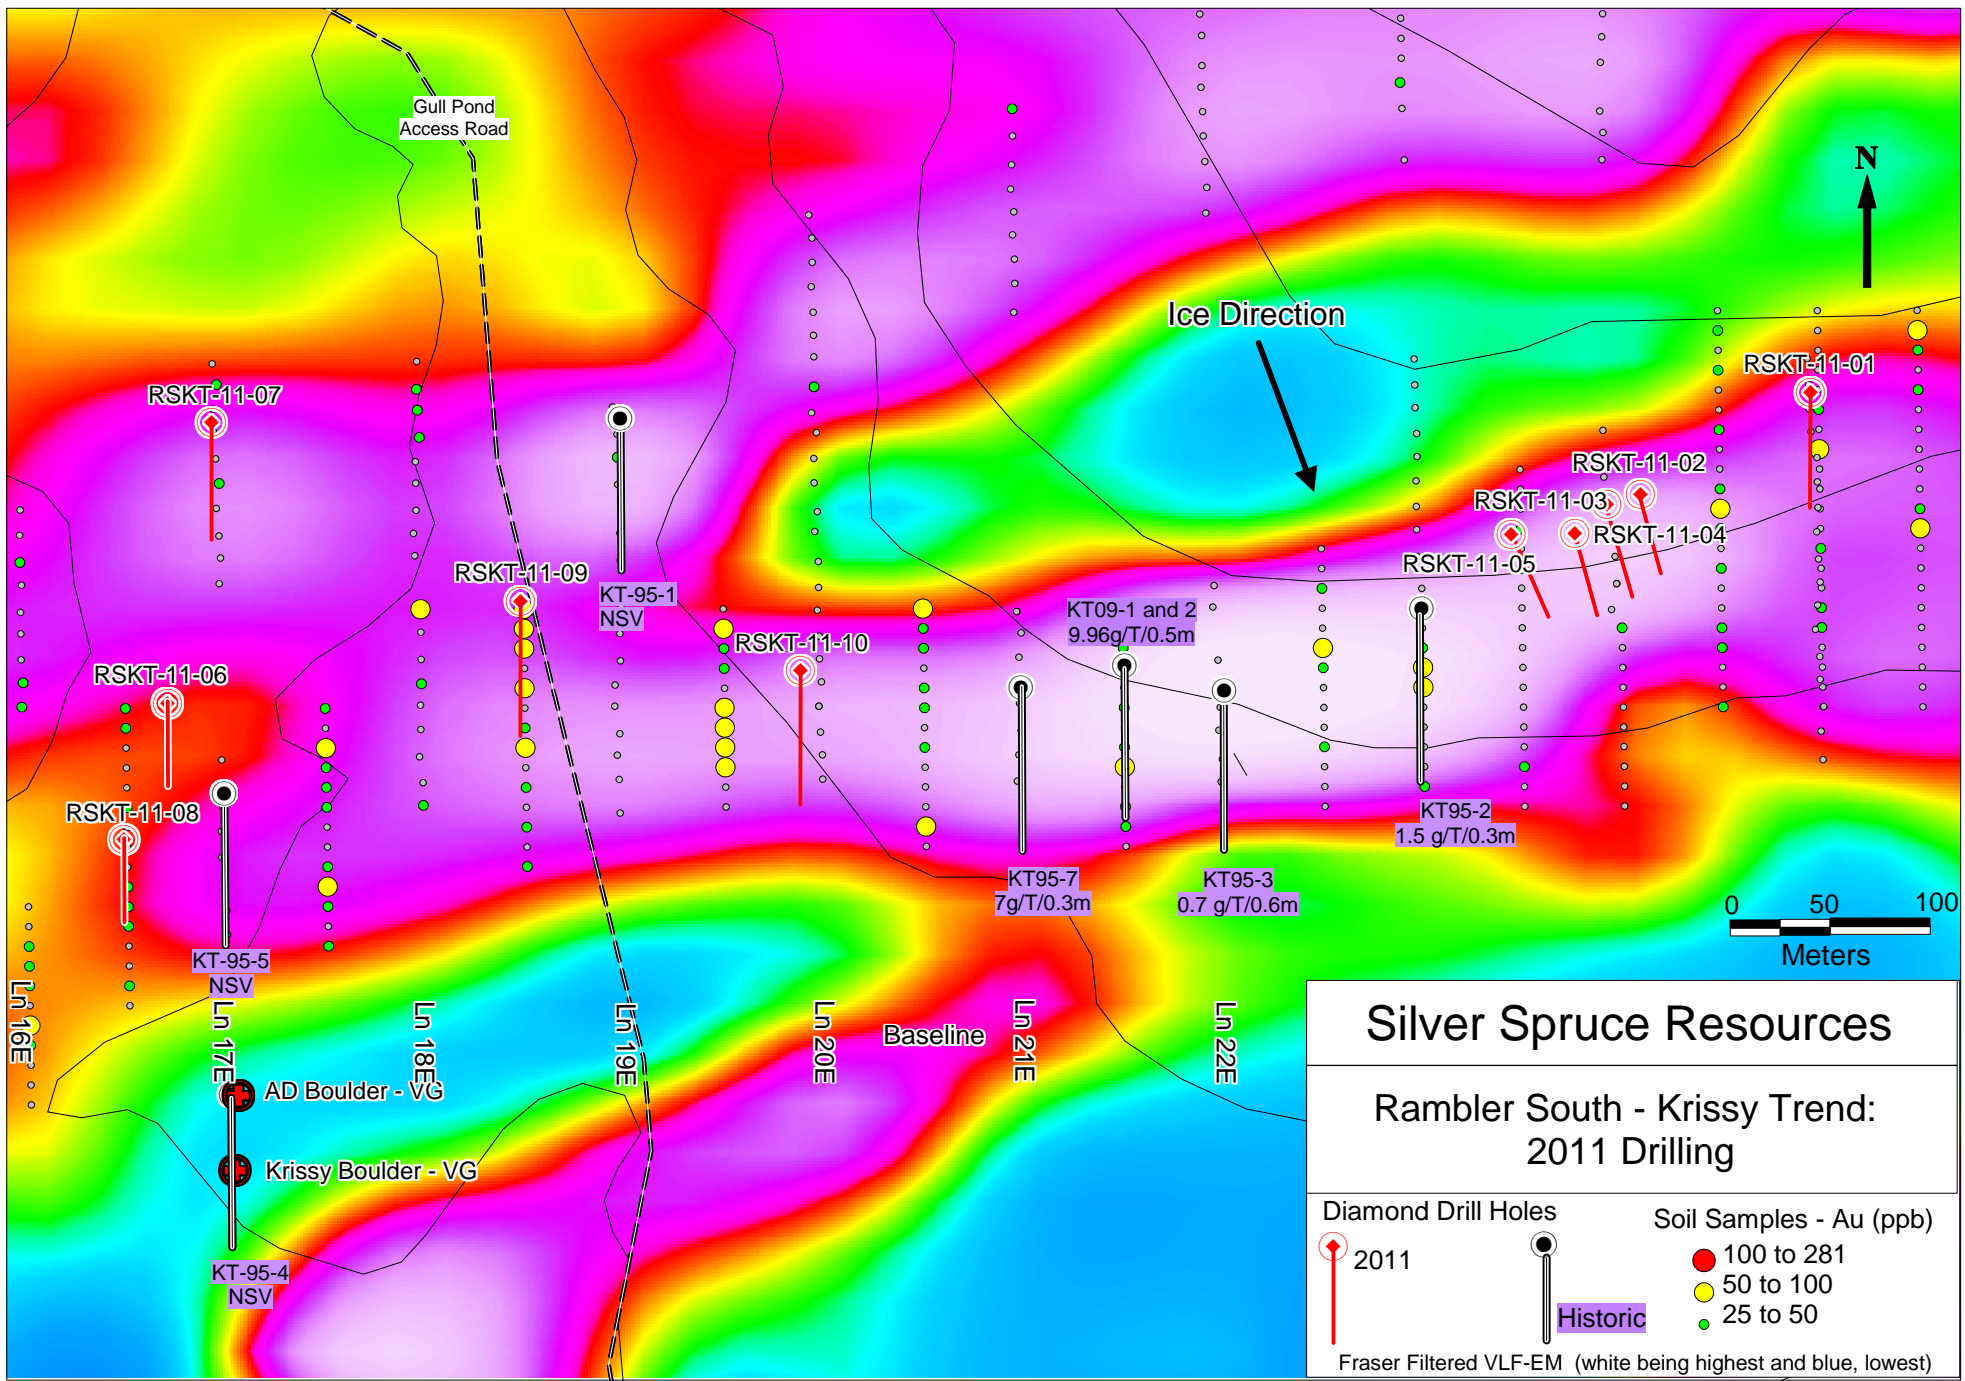 Gull Pond
Access Road
N
Ice Direction
RSKT-11-01
RSKT-11-07
RSKT-11-02
RSKT-11-03
RSKT-11-04
RSKT-11-05
RSKT-11-09
KT-95-1
NSV
KT09-1 and 2
9.96g/T/0.5m
RSKT-11-10
RSKT-11-06
RSKT-11-08
KT95-2
1.5 g/T/0.3m
KT95-7
7g/T/0.3m
KT95-3
0.7 g/T/0.6m
0 50 100
Meters
KT-95-5
NSV
Ln 16E
Ln 17E
Ln 18E
Ln 19E
Ln 20E
Baseline
Ln 21E
Ln 22E
AD Boulder - VG
Krissy Boulder - VG
KT-95-4
NSV
Silver Spruce Resources
Rambler South - Krissy Trend:
2011 Drilling
Diamond Drill Holes
2011
Historic
Soil Samples - Au (ppb)
100 to 281
50 to 100
25 to 50
Fraser Filtered VLF-EM (white being highest and blue, lowest)